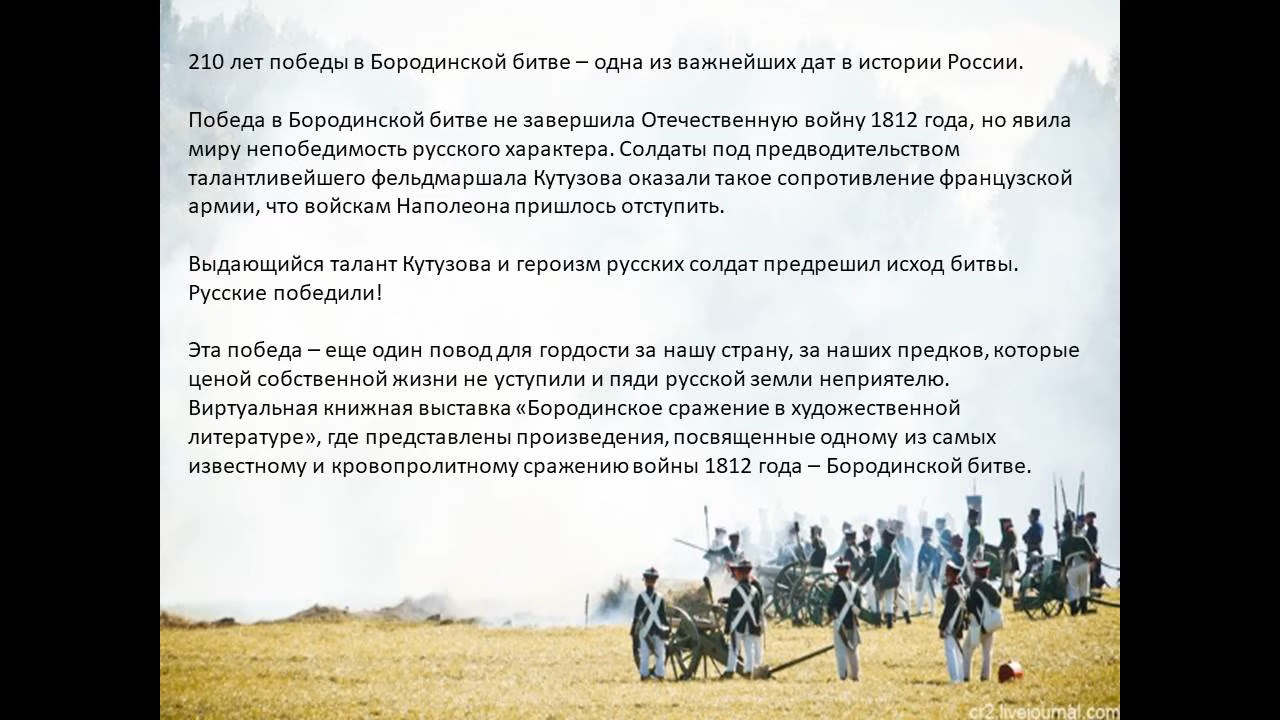 210 лет победы в Бородинской битве – одна из важнейших дат в истории России.
Победа в Бородинской битве не завершила Отечественную войну 1812 года, но явила
миру непобедимость русского характера. Солдаты под предводительством
талантливейшего фельдмаршала Кутузова оказали такое сопротивление французской
армии, что войскам Наполеона пришлось отступить.
Выдающийся талант Кутузова и героизм русских солдат предрешил исход битвы.
Русские победили!
Эта победа – еще один повод для гордости за нашу страну, за наших предков, которые
ценой собственной жизни не уступили и пяди русской земли неприятелю.
Виртуальная книжная выставка «Бородинское сражение в художественной
литературе», где представлены произведения, посвященные одному из самых
известному и кровопролитному сражению войны 1812 года – Бородинской битве.
cr2.livejournal.com